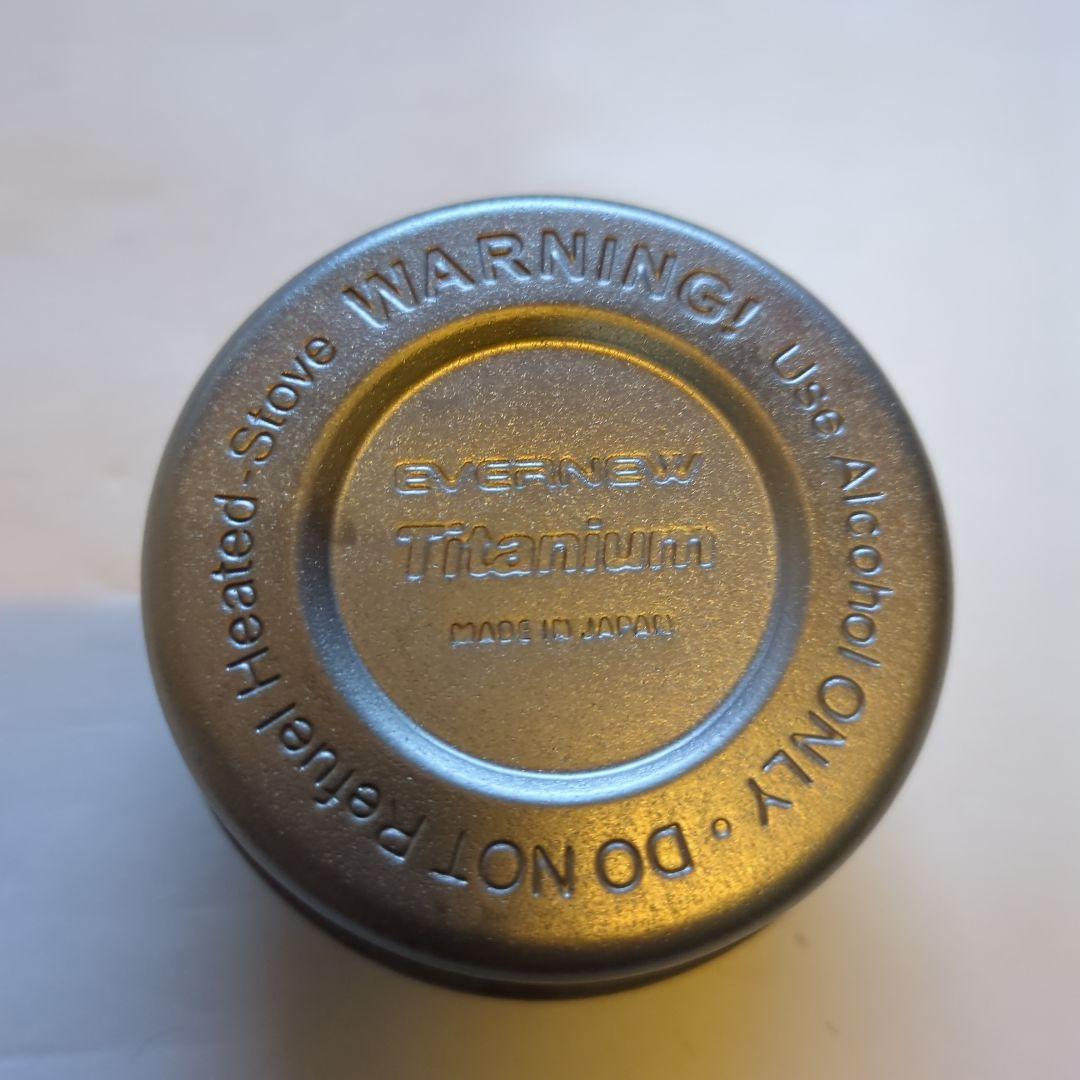 WARNING! Use Alcohol ONLY • DO NOT Refuel Heated-Stove
EVERNEW
Titanium
MADE IN JAPAN